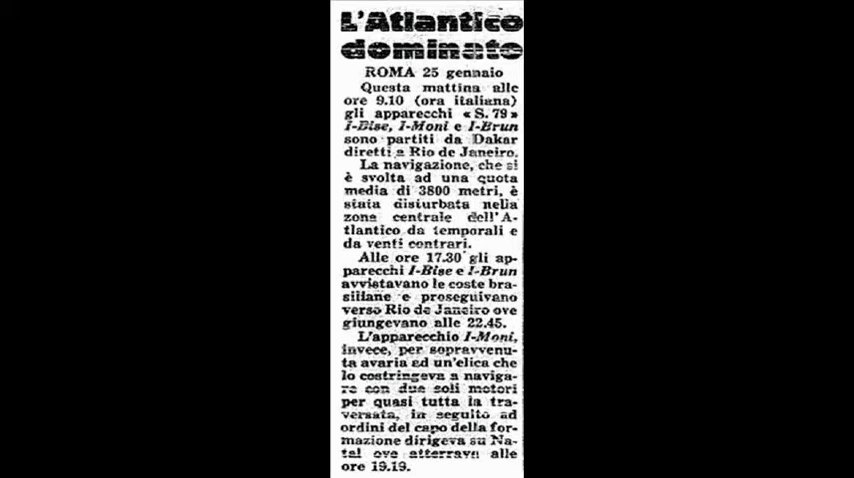 L'Atlantico
dominato
ROMA 25 gennaio
Questa mattina alle
ore 9.10 (ora italiana)
gli apparecchi « S. 79 »
I-Bise, I-Moni e I-Brun
sono partiti da Dakar
diretti a Rio de Janeiro.
La navigazione, che si
è svolta ad una quota
media di 3800 metri, è
stata disturbata nella
zona centrale dell'A-
tlantico da temporali e
da venti contrari.
Alle ore 17.30 gli ap-
parecchi I-Bise e I-Brun
avvistavano le coste bra-
siliane e proseguivano
verso Rio de Janeiro ove
giungevano alle 22.45.
L'apparecchio I-Moni,
invece, per sopravvenu-
ta avaria ad un'elica che
lo costringeva a naviga-
re con due soli motori
per quasi tutta la tra-
versata, in seguito ad
ordini del capo della for-
mazione dirigeva su Na-
tal ove atterrava alle
ore 19.19.